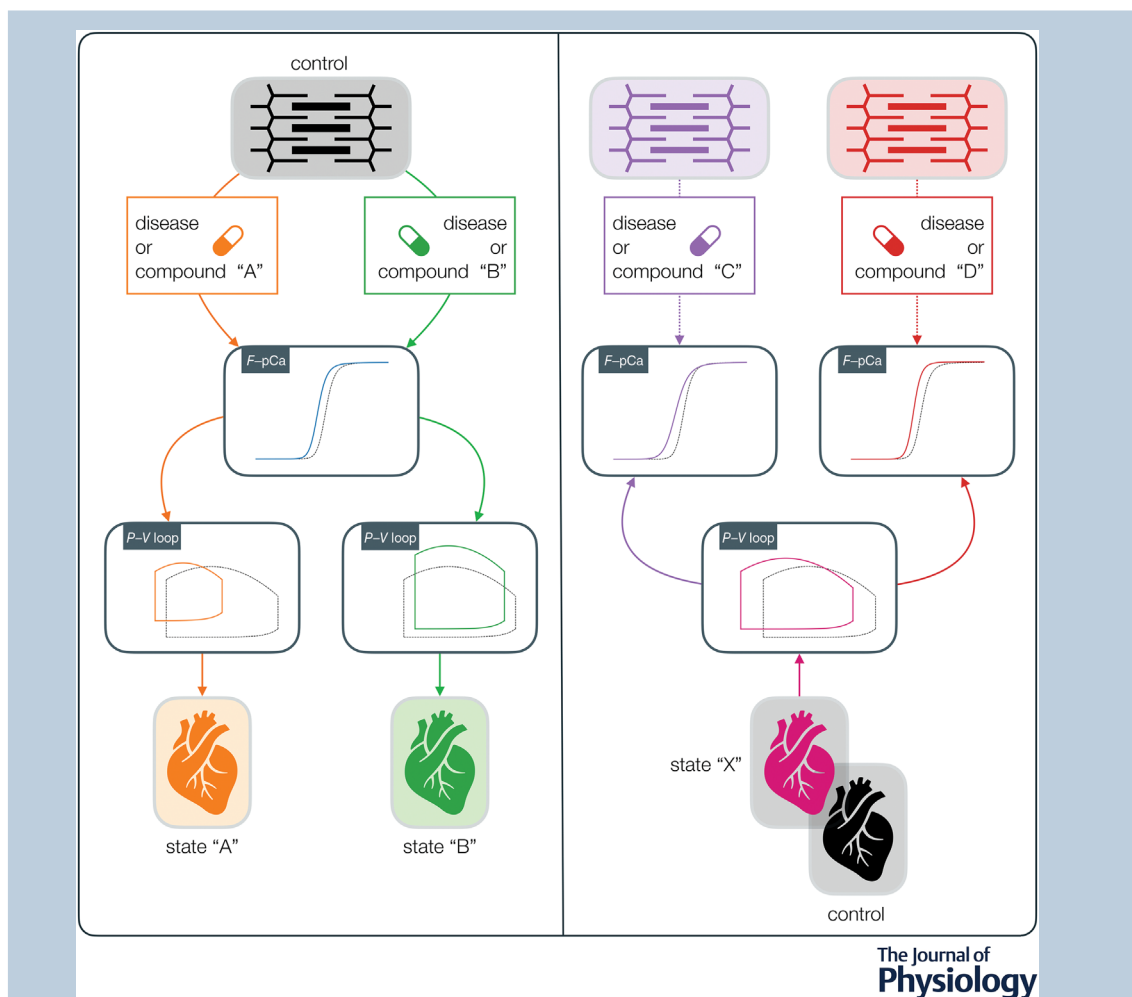 control
disease
or
compound “A”
disease
or
compound “B”
F–pCa
P–V loop
P–V loop
state “A”
state “B”
disease
or
compound “C”
disease
or
compound “D”
F–pCa
F–pCa
P–V loop
state “X”
control
The Journal of
Physiology